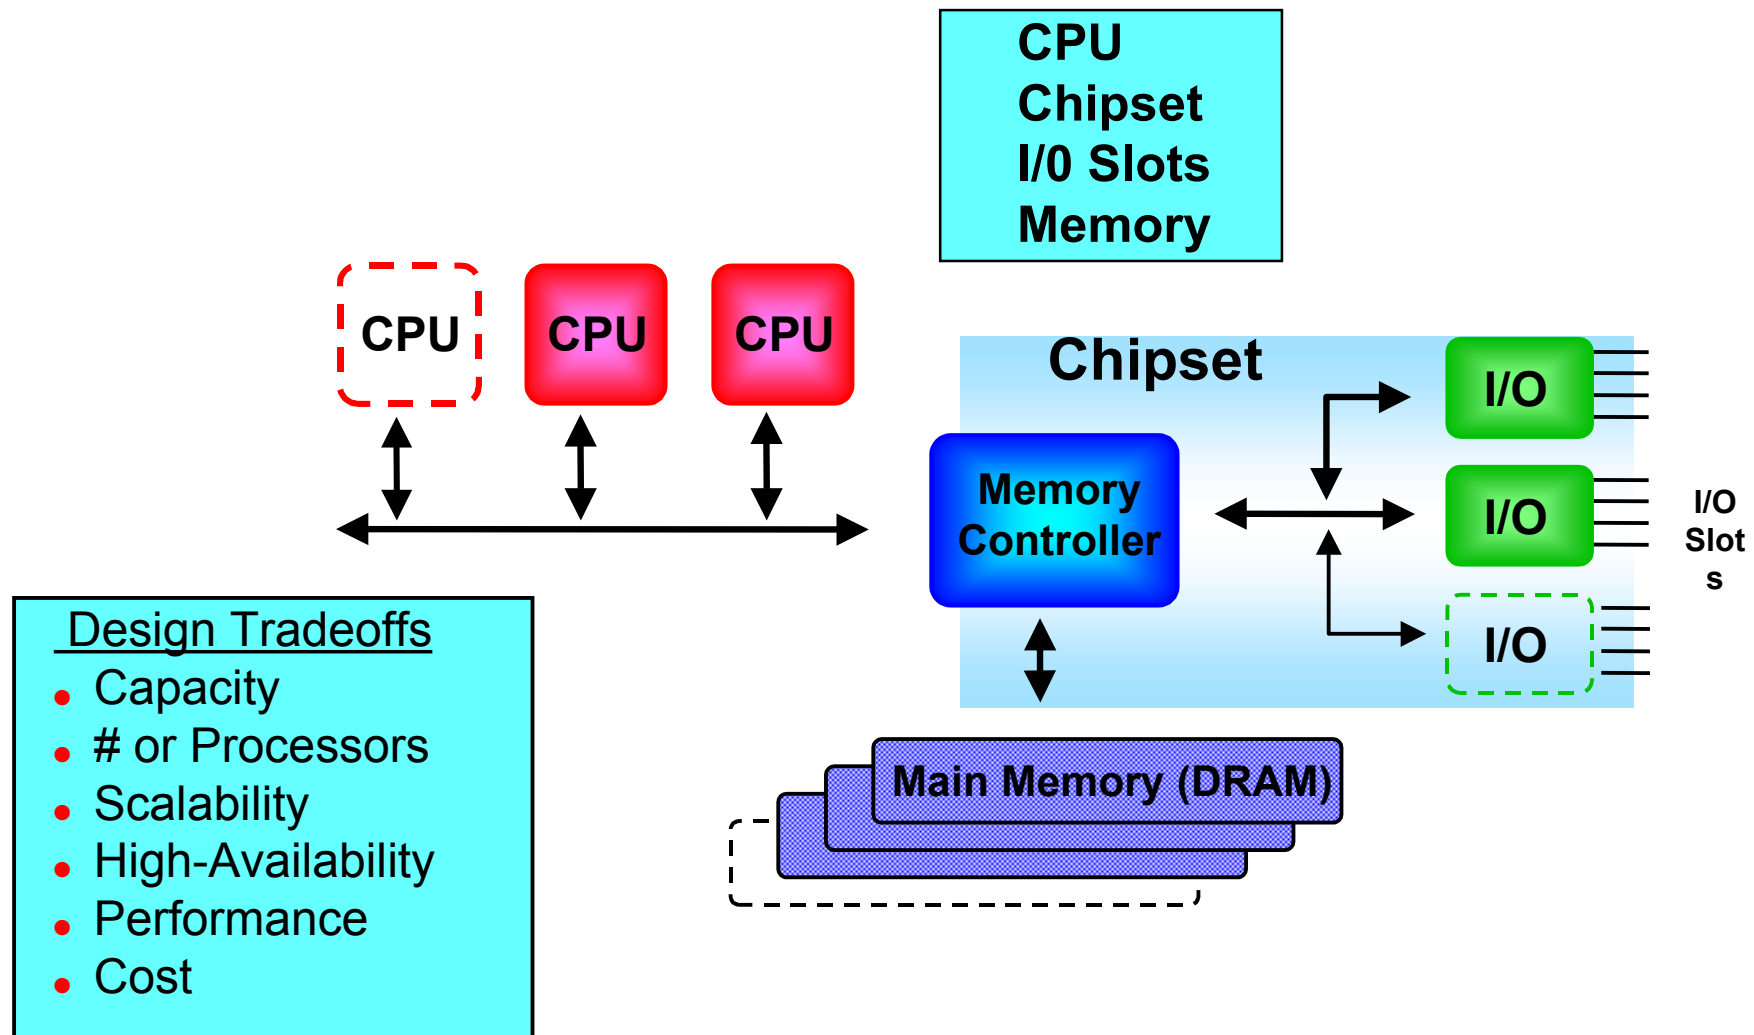 CPU
Chipset
I/0 Slots
Memory
CPU
CPU
CPU
Chipset
I/O
Memory
Controller
I/O
I/O
Slot
s
I/O
Design Tradeoffs
• Capacity
• # or Processors
• Scalability
• High-Availability
• Performance
• Cost
Main Memory (DRAM)